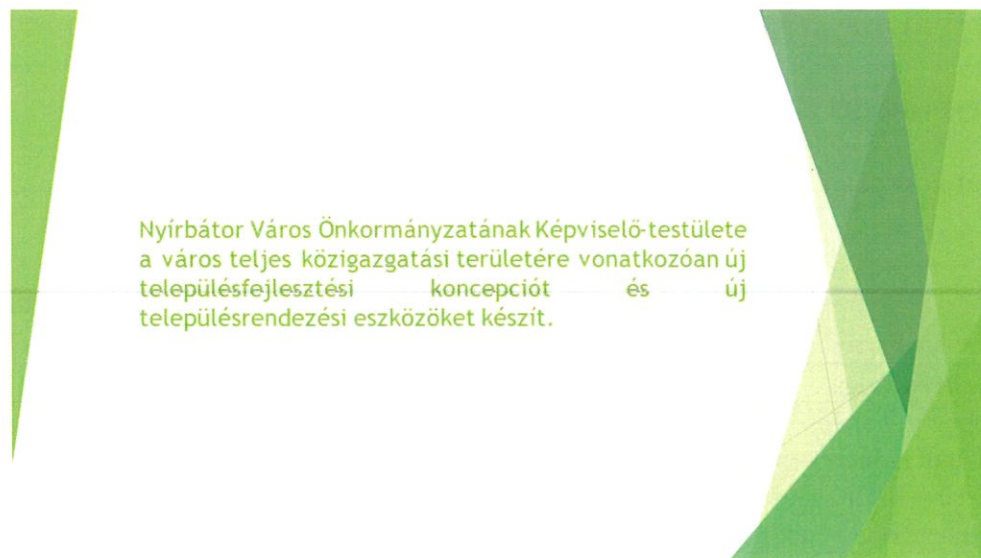 Nyírbátor Város Önkormányzatának Képviselő-testülete
a város teljes közigazgatási területére vonatkozóan új
településfejlesztési koncepciót és új
településrendezési eszközöket készít.